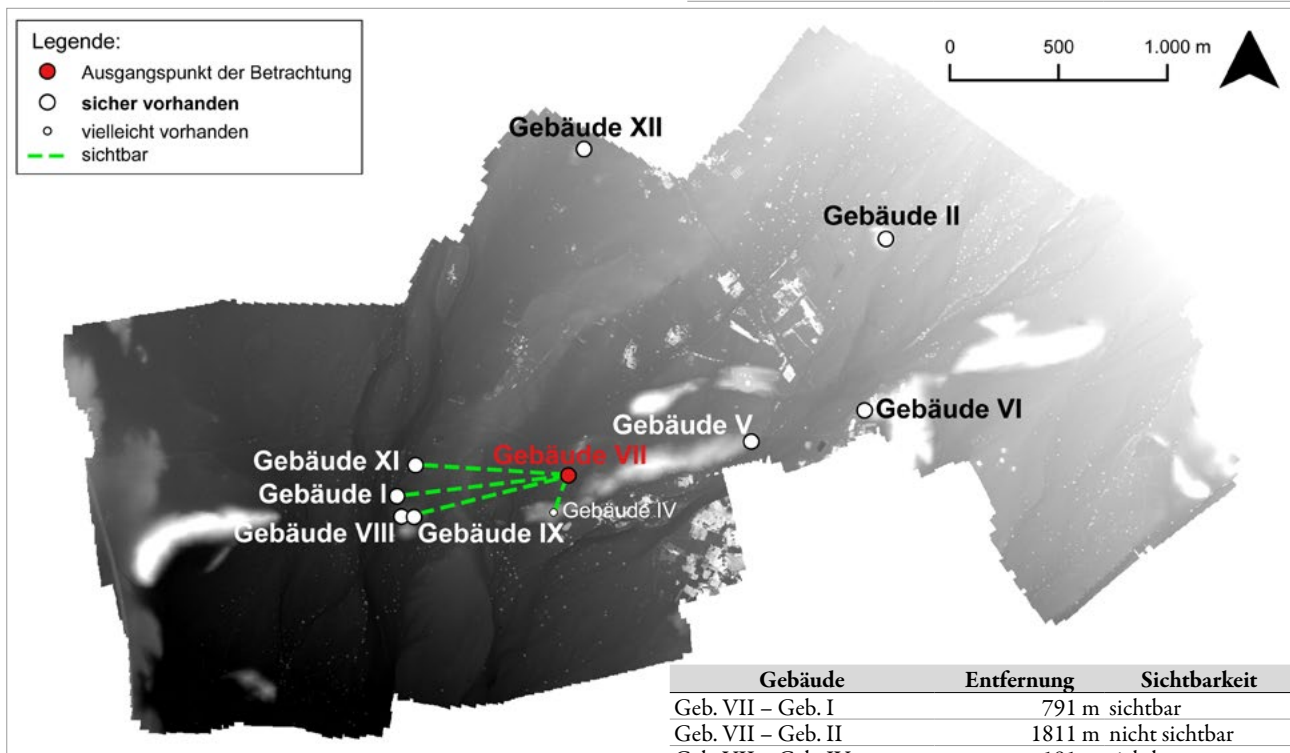 Legende:
Ausgangspunkt der Betrachtung
sicher vorhanden
vielleicht vorhanden
sichtbar
0 500 1.000 m
Gebäude XII
Gebäude II
Gebäude VI
Gebäude V
Gebäude VII
Gebäude XI
Gebäude I
Gebäude IV
Gebäude VIII
Gebäude IX
Gebäude Entfernung Sichtbarkeit
Geb. VII – Geb. I 791 m sichtbar
Geb. VII – Geb. II 1811 m nicht sichtbar